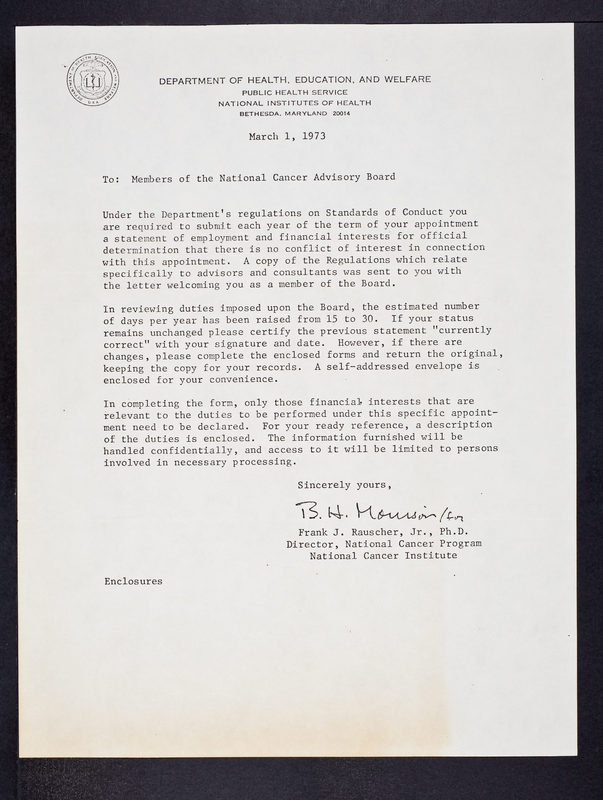 DEPARTMENT OF HEALTH, EDUCATION, AND WELFARE
PUBLIC HEALTH SERVICE
NATIONAL INSTITUTES OF HEALTH
BETHESDA, MARYLAND 20014
March 1, 1973
To: Members of the National Cancer Advisory Board
Under the Department's regulations on Standards of Conduct you
are required to submit each year of the term of your appointment
a statement of employment and financial interests for official
determination that there is no conflict of interest in connection
with this appointment. A copy of the Regulations which relate
specifically to advisors and consultants was sent to you with
the letter welcoming you as a member of the Board.
In reviewing duties imposed upon the Board, the estimated number
of days per year has been raised from 15 to 30. If your status
remains unchanged please certify the previous statement "currently
correct" with your signature and date. However, if there are
changes, please complete the enclosed forms and return the original,
keeping the copy for your records. A self-addressed envelope is
enclosed for your convenience.
In completing the form, only those financial interests that are
relevant to the duties to be performed under this specific appoint-
ment need to be declared. For your ready reference, a description
of the duties is enclosed. The information furnished will be
handled confidentially, and access to it will be limited to persons
involved in necessary processing.
Sincerely yours,
B. H. Morrison/for
Frank J. Rauscher, Jr., Ph.D.
Director, National Cancer Program
National Cancer Institute
Enclosures